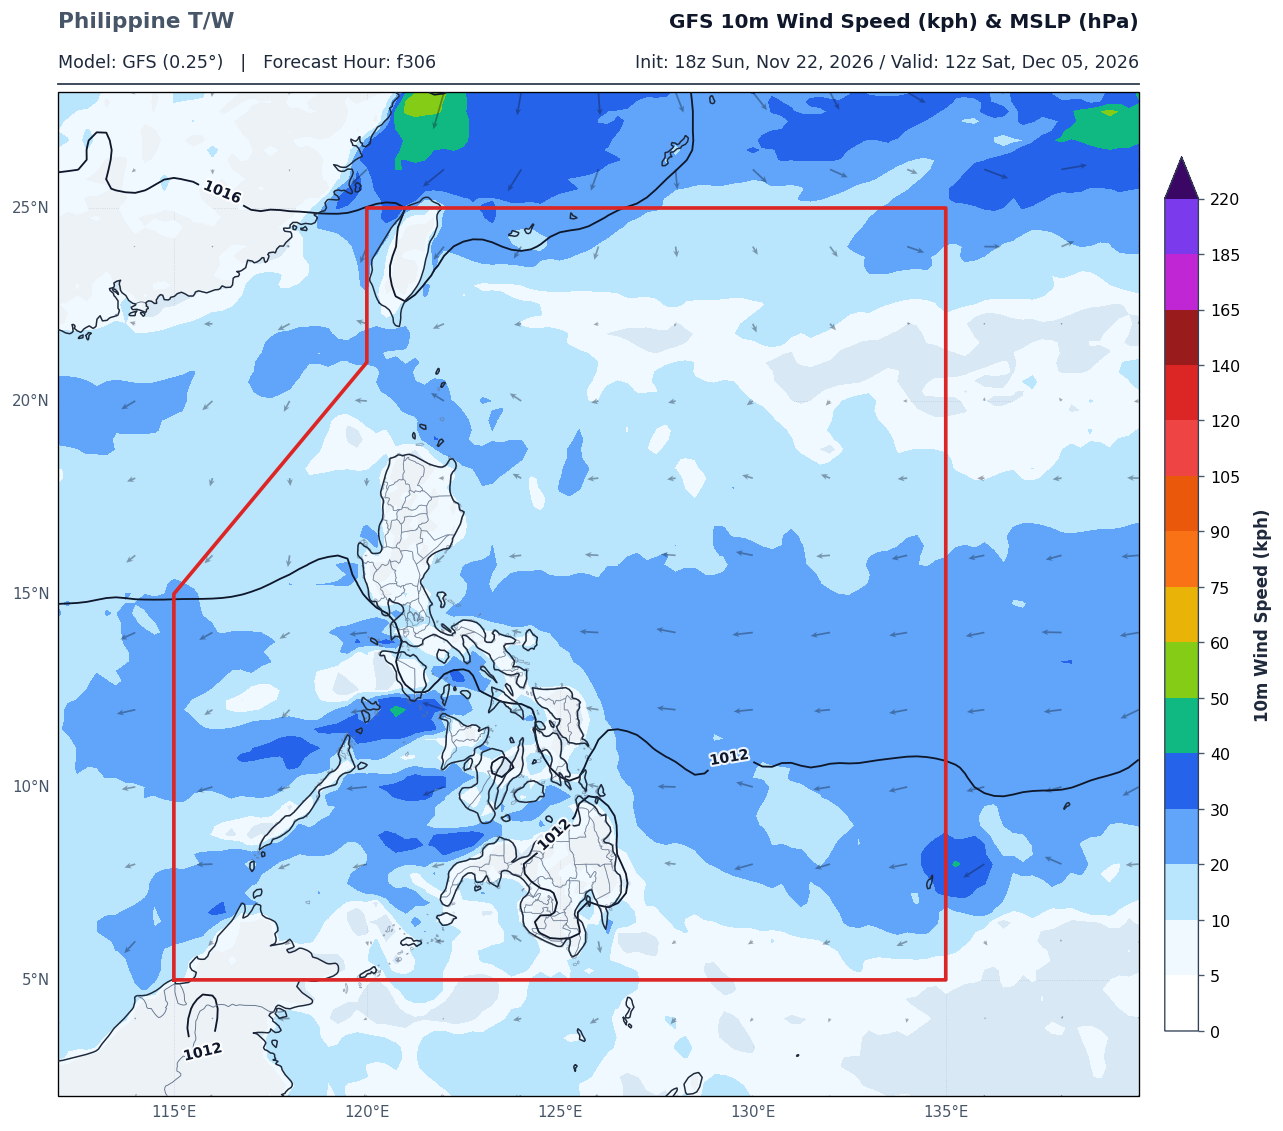 Philippine T/W
GFS 10m Wind Speed (kph) & MSLP (hPa)
Model: GFS (0.25°)   |   Forecast Hour: f306
Init: 18z Sun, Nov 22, 2026 / Valid: 12z Sat, Dec 05, 2026
25°N
20°N
15°N
10°N
5°N
115°E
120°E
125°E
130°E
135°E
1016
1012
1012
1012
220
185
165
140
120
105
90
75
60
50
40
30
20
10
5
0
10m Wind Speed (kph)